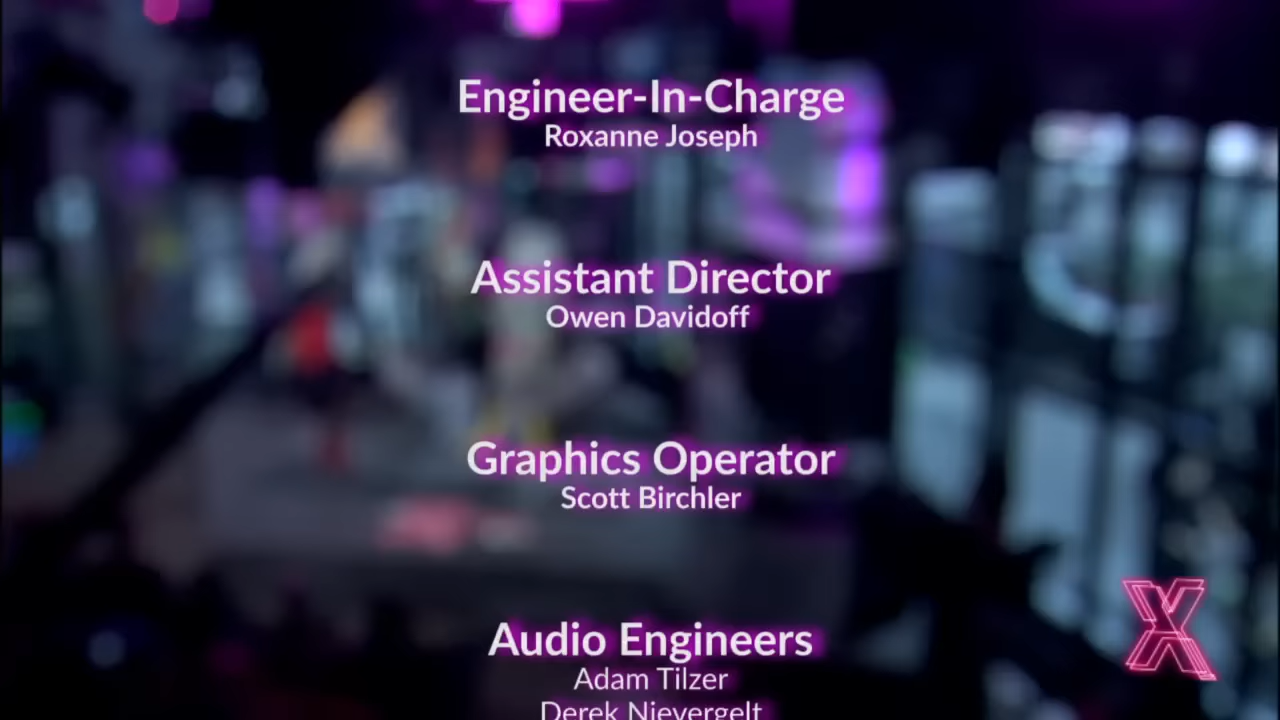 Engineer-In-Charge
Roxanne Joseph
Assistant Director
Owen Davidoff
Graphics Operator
Scott Birchler
Audio Engineers
Adam Tilzer
Derek Nievergelt
X